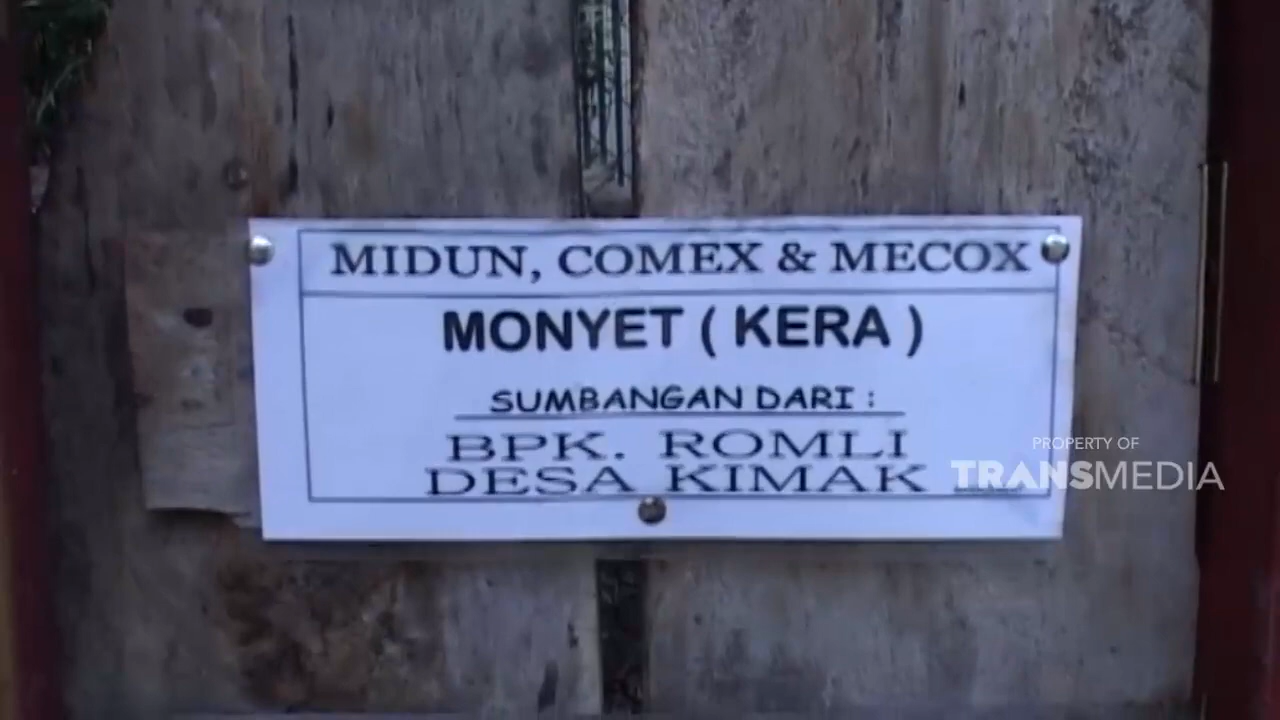 MIDUN, COMEX & MECOX
MONYET ( KERA )
SUMBANGAN DARI :
BPK. ROMLI
DESA KIMAK
PROPERTY OF
TRANSMEDIA